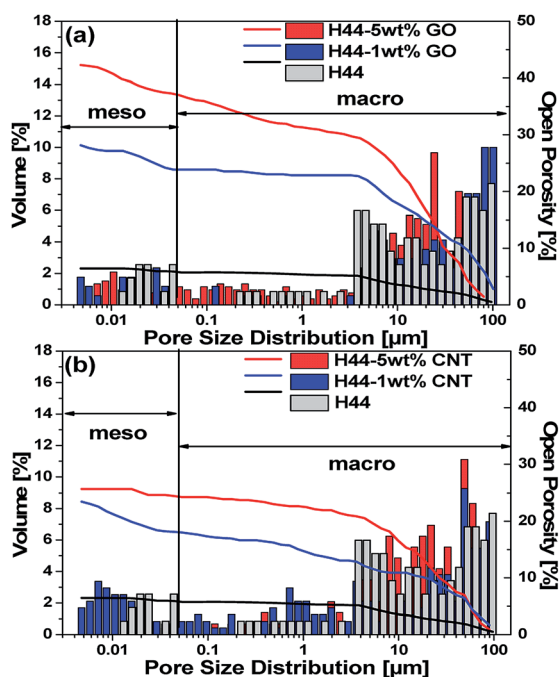 (a)
H44-5wt% GO
H44-1wt% GO
H44
meso
macro
Volume [%]
18
16
14
12
10
8
6
4
2
0
Open Porosity [%]
50
40
30
20
10
0
0.01
0.1
1
10
100
Pore Size Distribution [µm]
(b)
H44-5wt% CNT
H44-1wt% CNT
H44
meso
macro
Volume [%]
18
16
14
12
10
8
6
4
2
0
Open Porosity [%]
50
40
30
20
10
0
0.01
0.1
1
10
100
Pore Size Distribution [µm]